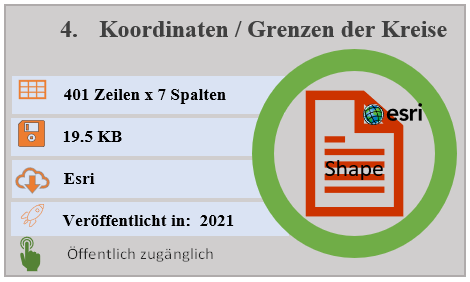 4. Koordinaten / Grenzen der Kreise
401 Zeilen x 7 Spalten
19.5 KB
Esri
Veröffentlicht in: 2021
Öffentlich zugänglich
esri
Shape